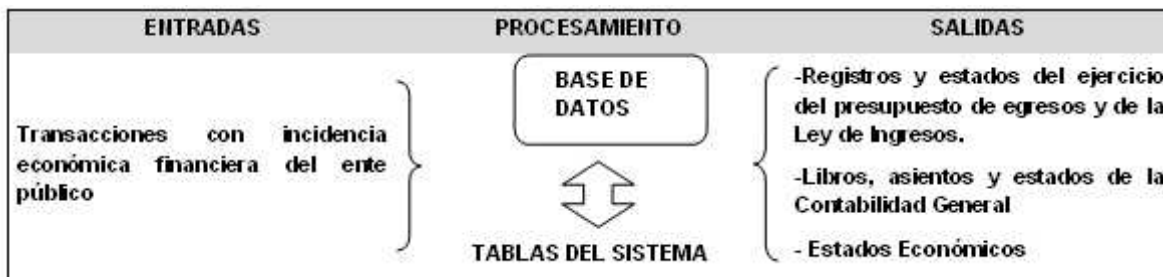 ENTRADAS PROCESAMIENTO SALIDAS
Transacciones con incidencia
económica financiera del ente
público
BASE DE
DATOS
TABLAS DEL SISTEMA
-Registros y estados del ejercicio
del presupuesto de egresos y de la
Ley de Ingresos.
-Libros, asientos y estados de la
Contabilidad General
- Estados Económicos